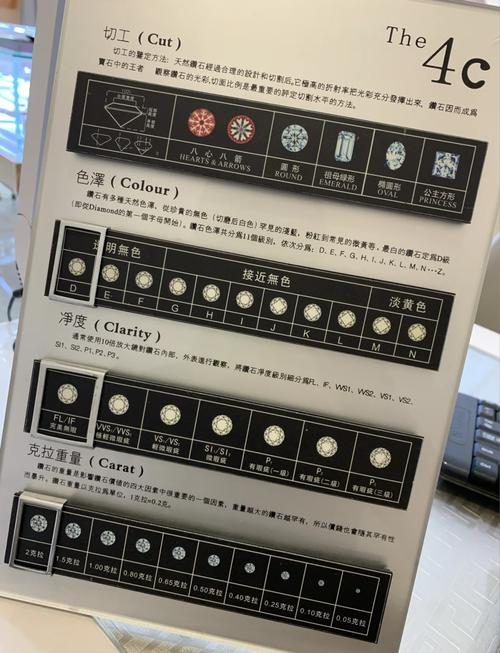 The 4c
切工 ( Cut )
切工的鑒定方法: 天然鑽石經過合理的設計和切割后,它極高的折射率把光彩充分發揮出來, 鑽石因而成爲
寶石中的王者 觀察鑽石的光彩,切面比例是最重要的評定切割水平的方法。
八心八箭 圓形 祖母綠形 橢圓形 公主方形
HEARTS & ARROWS ROUND EMERALD OVAL PRINCESS
色澤 ( Colour )
鑽石有多種天然色澤, 從珍貴的無色 (切磨后白色) 罕見的淺藍, 粉紅到常見的微黃等. 最白的鑽石定爲D級
(即從Diamond的第一個字母開始). 鑽石色澤共分爲11個級別, 依次分爲: D, E, F, G, H, I, J, K, L, M, N⋯Z.
透明無色 接近無色 淡黃色
D E F G H I J K L M N
淨度 ( Clarity )
通常使用10倍放大鏡對鑽石内部, 外表進行觀察, 將鑽石凈度級别細分爲FL, IF, VVS1, VVS2, VS1, VS2,
SI1, SI2, P1, P2, P3.
FL/IF VVS₁/VVS₂ VS₁/VS₂ SI₁/SI₂ P₁ P₂ P₃
完美無瑕 極輕微瑕疵 輕微瑕疵 微瑕疵 有瑕疵(一級) 有瑕疵(二級) 有瑕疵(三級)
克拉重量 ( Carat )
鑽石的重量是影響鑽石價值的四大因素中很重要的一個因素, 重量越大的鑽石越罕有, 所以價錢也會隨其罕有性
而暴升。鑽石重量以克拉爲單位, 1克拉=0.2克。
2克拉 1.5克拉 1.00克拉 0.80克拉 0.65克拉 0.50克拉 0.40克拉 0.25克拉 0.10克拉 0.05克拉